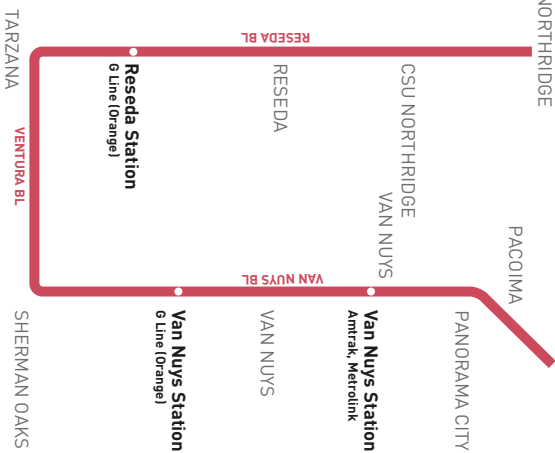 NORTHRIDGE
PACOIMA
PANORAMA CITY
CSU NORTHRIDGE
VAN NUYS
Van Nuys Station
Amtrak, Metrolink
RESEDA BL
VAN NUYS BL
RESEDA
VAN NUYS
Van Nuys Station
G Line (Orange)
Reseda Station
G Line (Orange)
VENTURA BL
TARZANA
SHERMAN OAKS